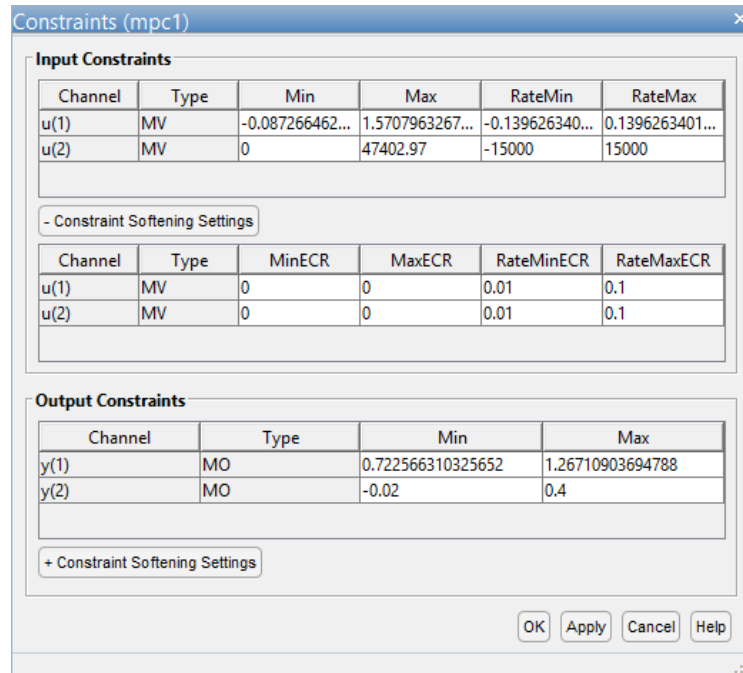 Constraints (mpc1)
Input Constraints
Channel Type Min Max RateMin RateMax
u(1) MV -0.087266462... 1.5707963267... -0.139626340... 0.1396263401...
u(2) MV 0 47402.97 -15000 15000
- Constraint Softening Settings
Channel Type MinECR MaxECR RateMinECR RateMaxECR
u(1) MV 0 0 0.01 0.1
u(2) MV 0 0 0.01 0.1
Output Constraints
Channel Type Min Max
y(1) MO 0.722566310325652 1.26710903694788
y(2) MO -0.02 0.4
+ Constraint Softening Settings
OK Apply Cancel Help